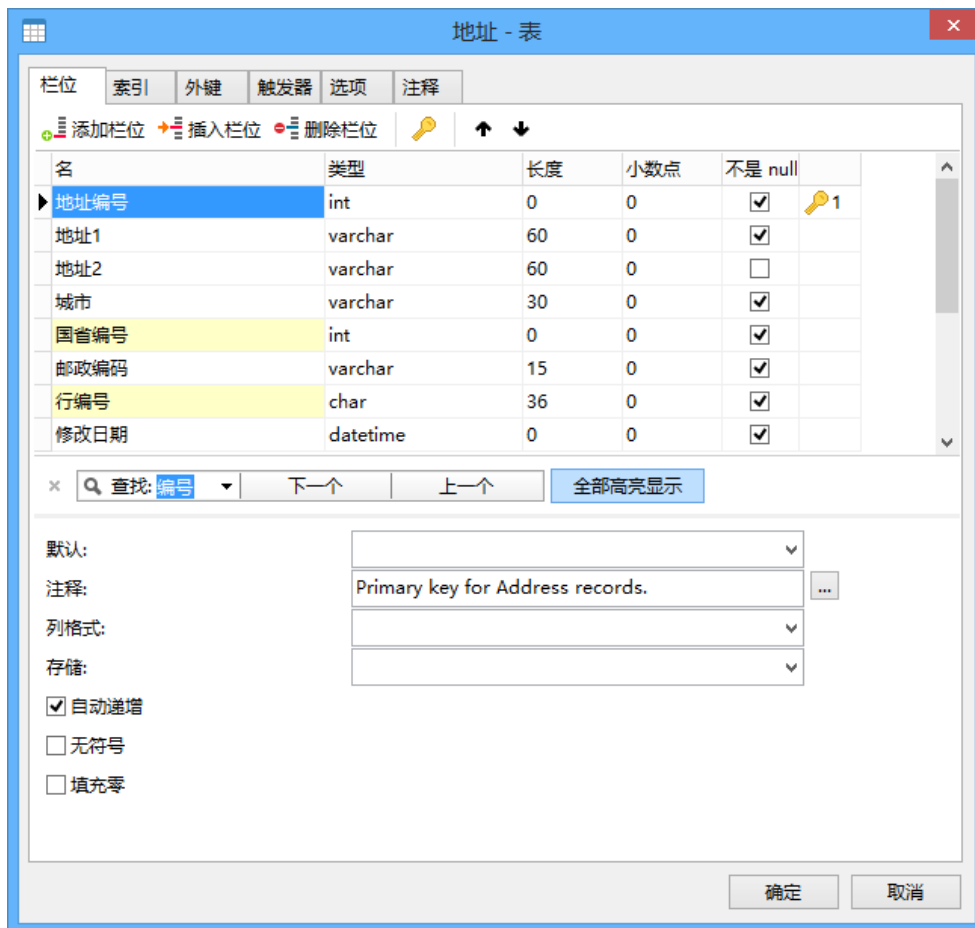 地址 - 表
栏位 索引 外键 触发器 选项 注释
添加栏位 插入栏位 删除栏位
名 类型 长度 小数点 不是 null
地址编号 int 0 0 1
地址1 varchar 60 0
地址2 varchar 60 0
城市 varchar 30 0
国省编号 int 0 0
邮政编码 varchar 15 0
行编号 char 36 0
修改日期 datetime 0 0
查找: 编号 下一个 上一个 全部高亮显示
默认:
注释: Primary key for Address records. ...
列格式:
存储:
自动递增
无符号
填充零
确定 取消